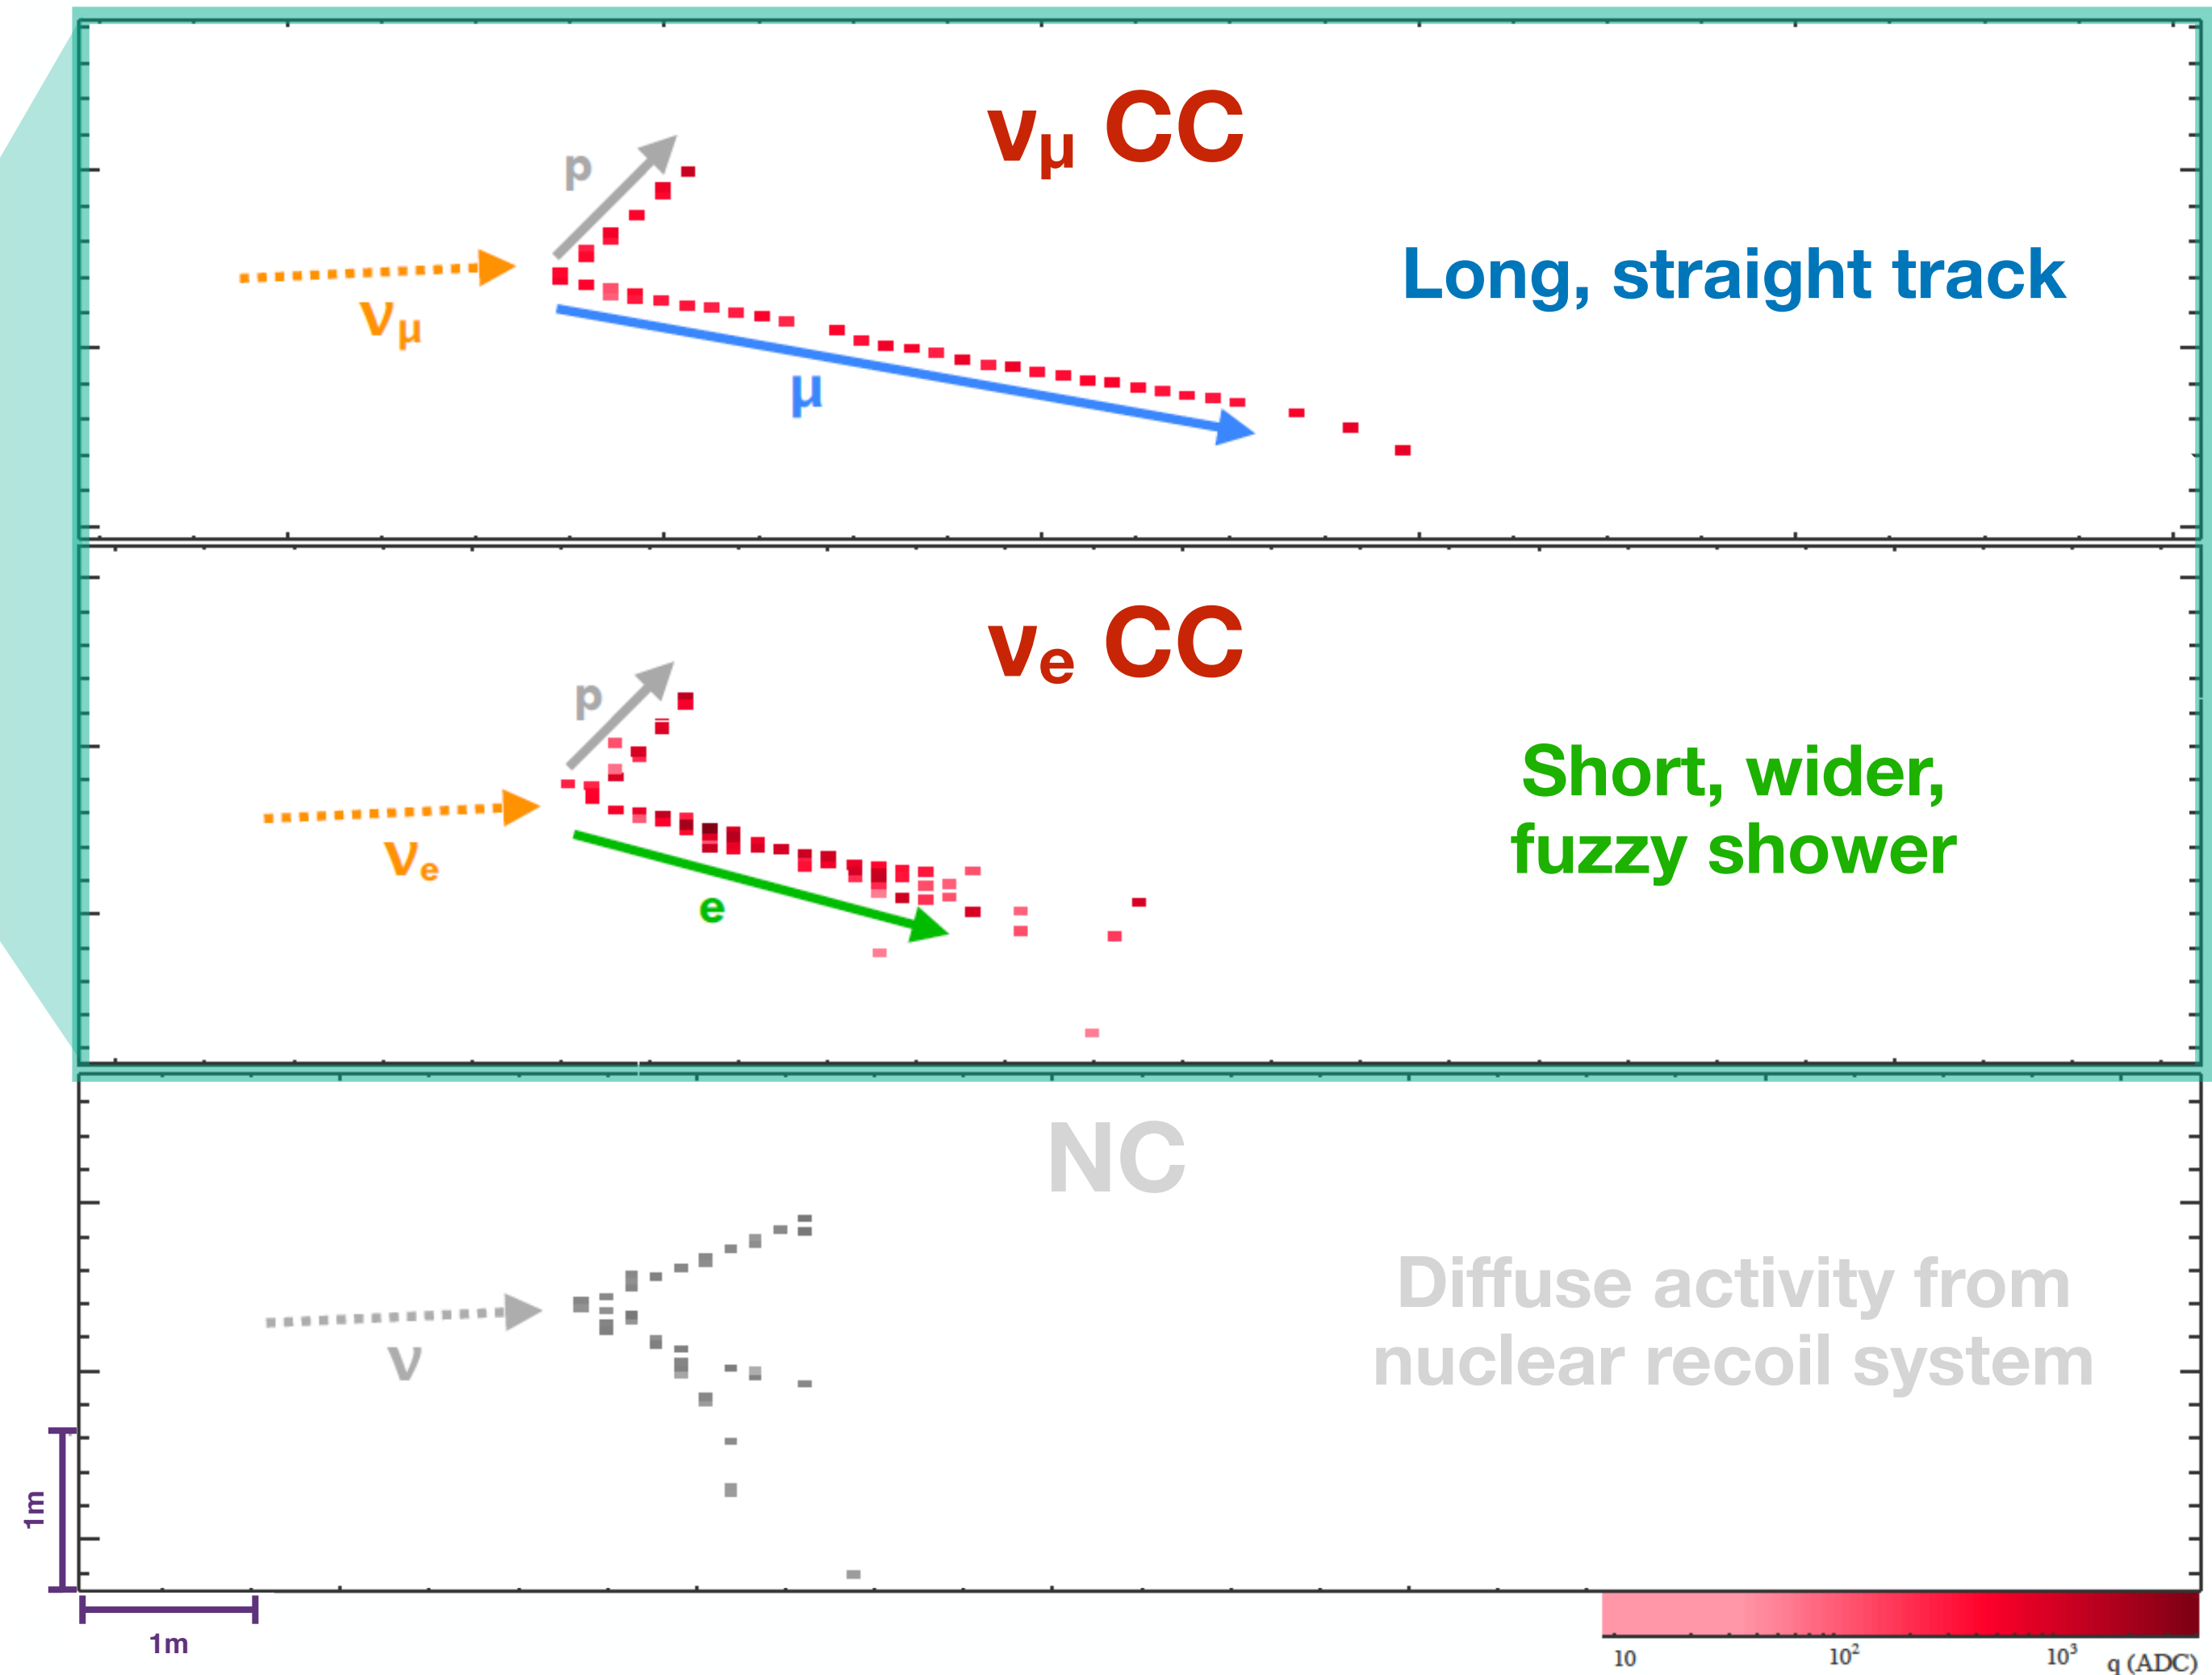 νμ CC
p
νμ
μ
Long, straight track
νe CC
p
νe
e
Short, wider,
fuzzy shower
NC
ν
Diffuse activity from
nuclear recoil system
1m
1m
10 10² 10³ q (ADC)